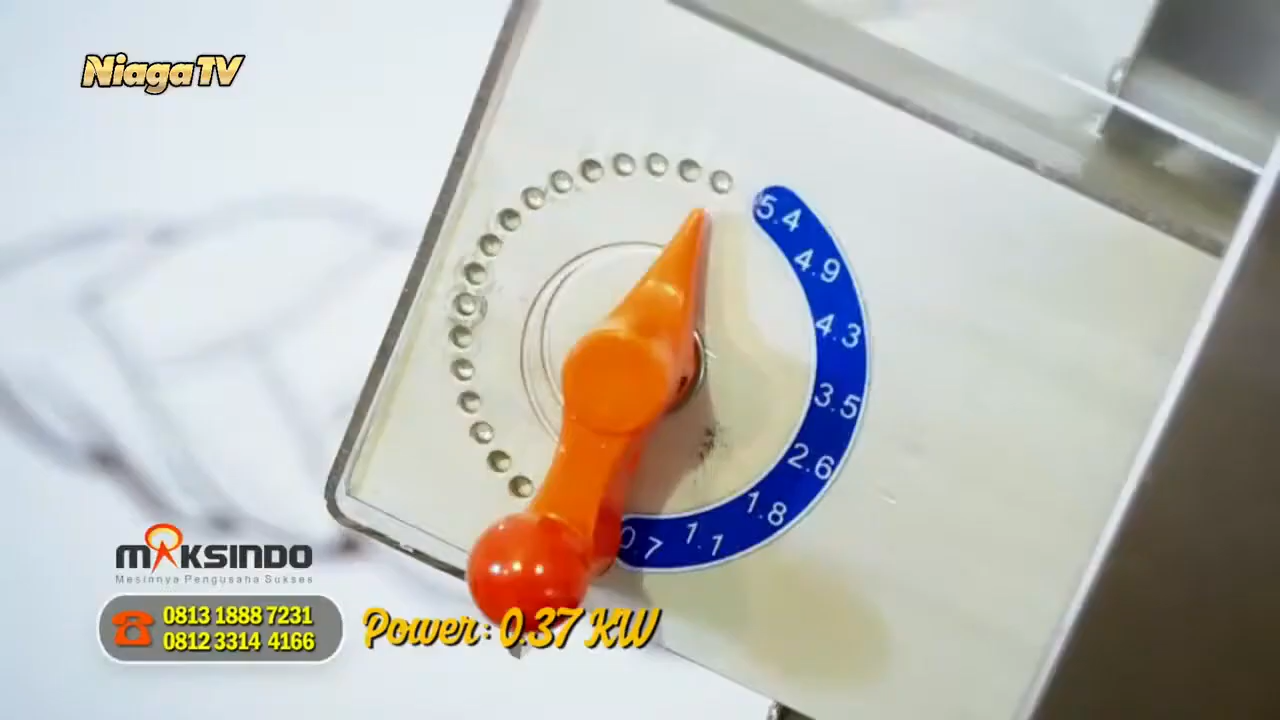 NiagaTV
5.4
4.9
4.3
3.5
2.6
1.8
1.1
0.7
MAKSINDO
Mesinnya Pengusaha Sukses
0813 1888 7231
0812 3314 4166
Power: 0.37 KW